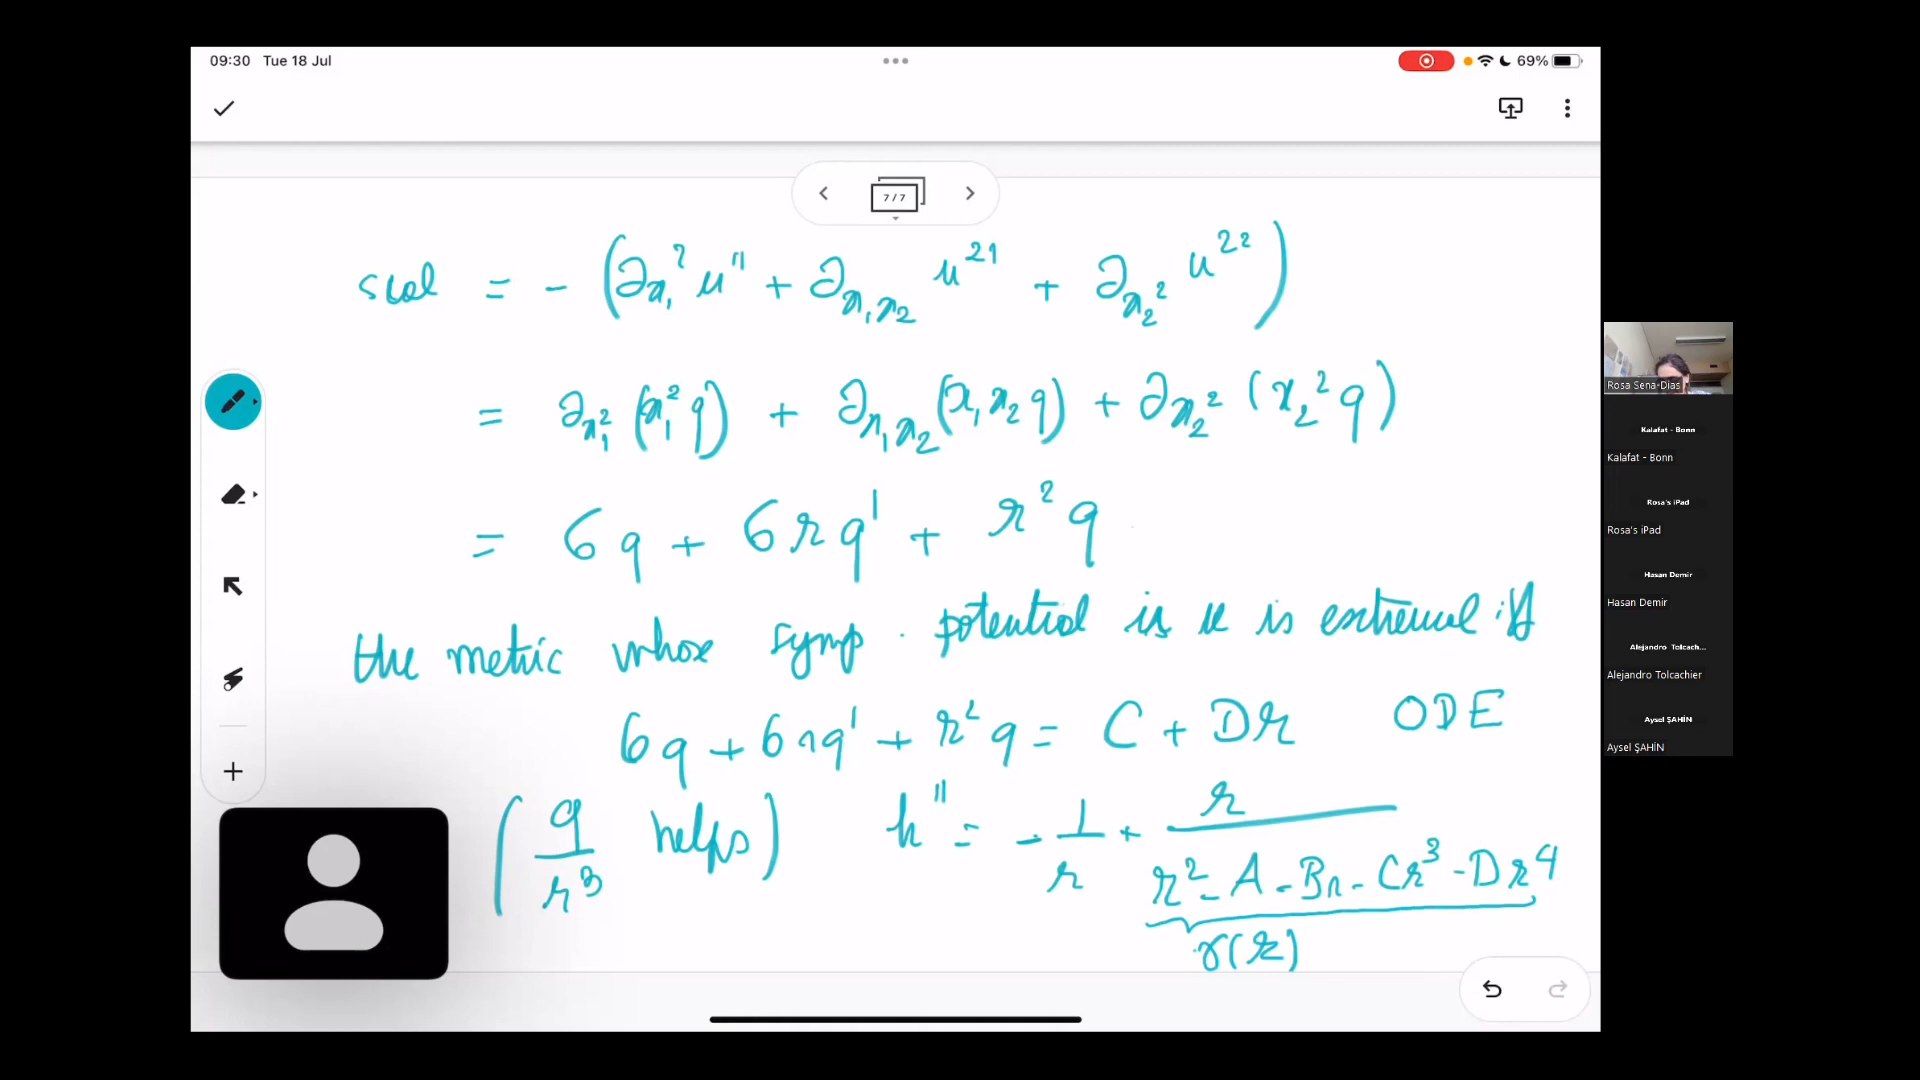 09:30 Tue 18 Jul
69%
7/7
scal = - (∂x₁² u¹¹ + ∂x₁x₂ u²¹ + ∂x₂² u²²)
= ∂x₁² (x₁² q) + ∂x₁x₂ (x₁x₂q) + ∂x₂² (x₂² q)
= 6q + 6rq' + r²q
the metric whose symp. potential is u is extremal iff
6q + 6rq' + r²q = C + Dr ODE
(q/r³ helps) h'' = -1/r + r/(r² - A - Br - Cr³ - Dr⁴)
γ(r)
Rosa Sena-Dias
Kalafat - Bonn
Kalafat - Bonn
Rosa's iPad
Rosa's iPad
Hasan Demir
Hasan Demir
Alejandro Tolcach...
Alejandro Tolcachier
Aysel ŞAHİN
Aysel ŞAHİN